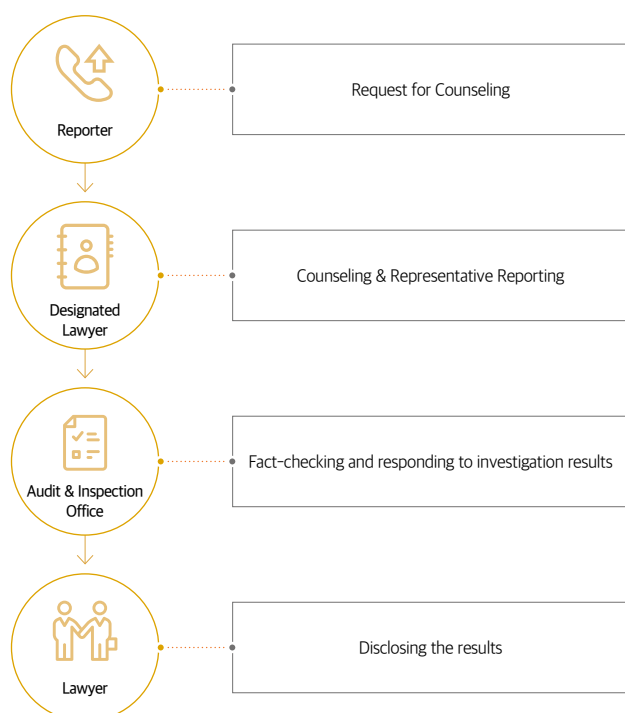 Reporter
Request for Counseling
Designated
Lawyer
Counseling & Representative Reporting
Audit & Inspection
Office
Fact-checking and responding to investigation results
Lawyer
Disclosing the results